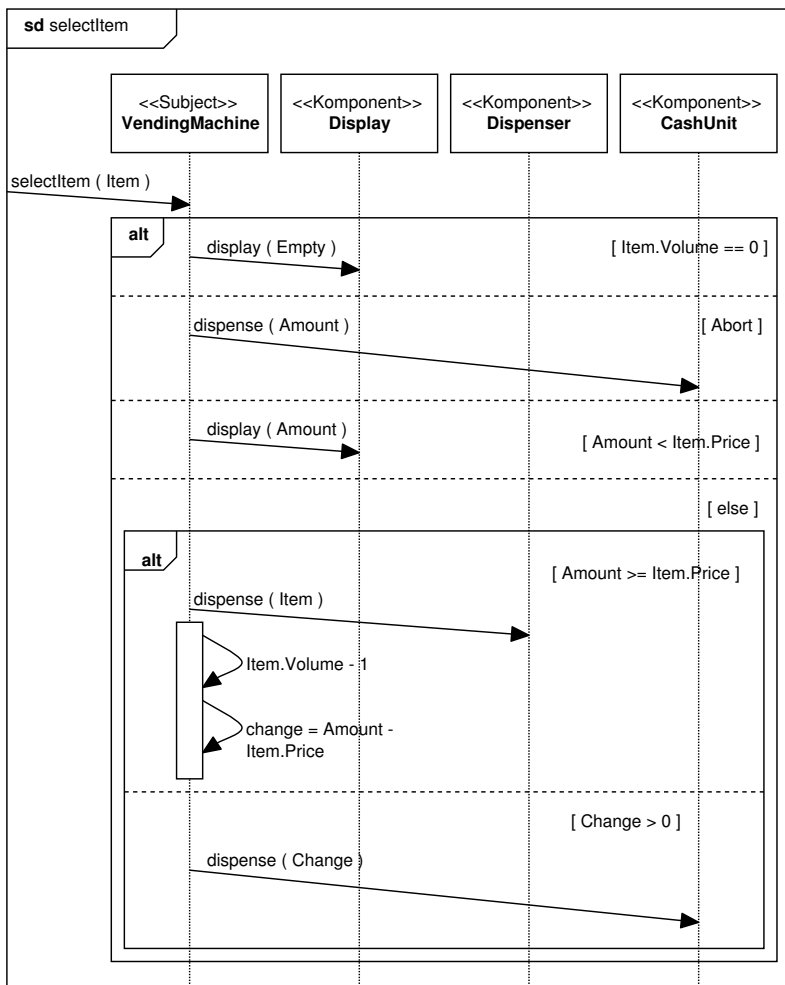 sd selectItem
<<Subject>>
VendingMachine
<<Komponent>>
Display
<<Komponent>>
Dispenser
<<Komponent>>
CashUnit
selectItem ( Item )
alt
display ( Empty )
[ Item.Volume == 0 ]
dispense ( Amount )
[ Abort ]
display ( Amount )
[ Amount < Item.Price ]
[ else ]
alt
[ Amount >= Item.Price ]
dispense ( Item )
Item.Volume - 1
change = Amount -
Item.Price
[ Change > 0 ]
dispense ( Change )